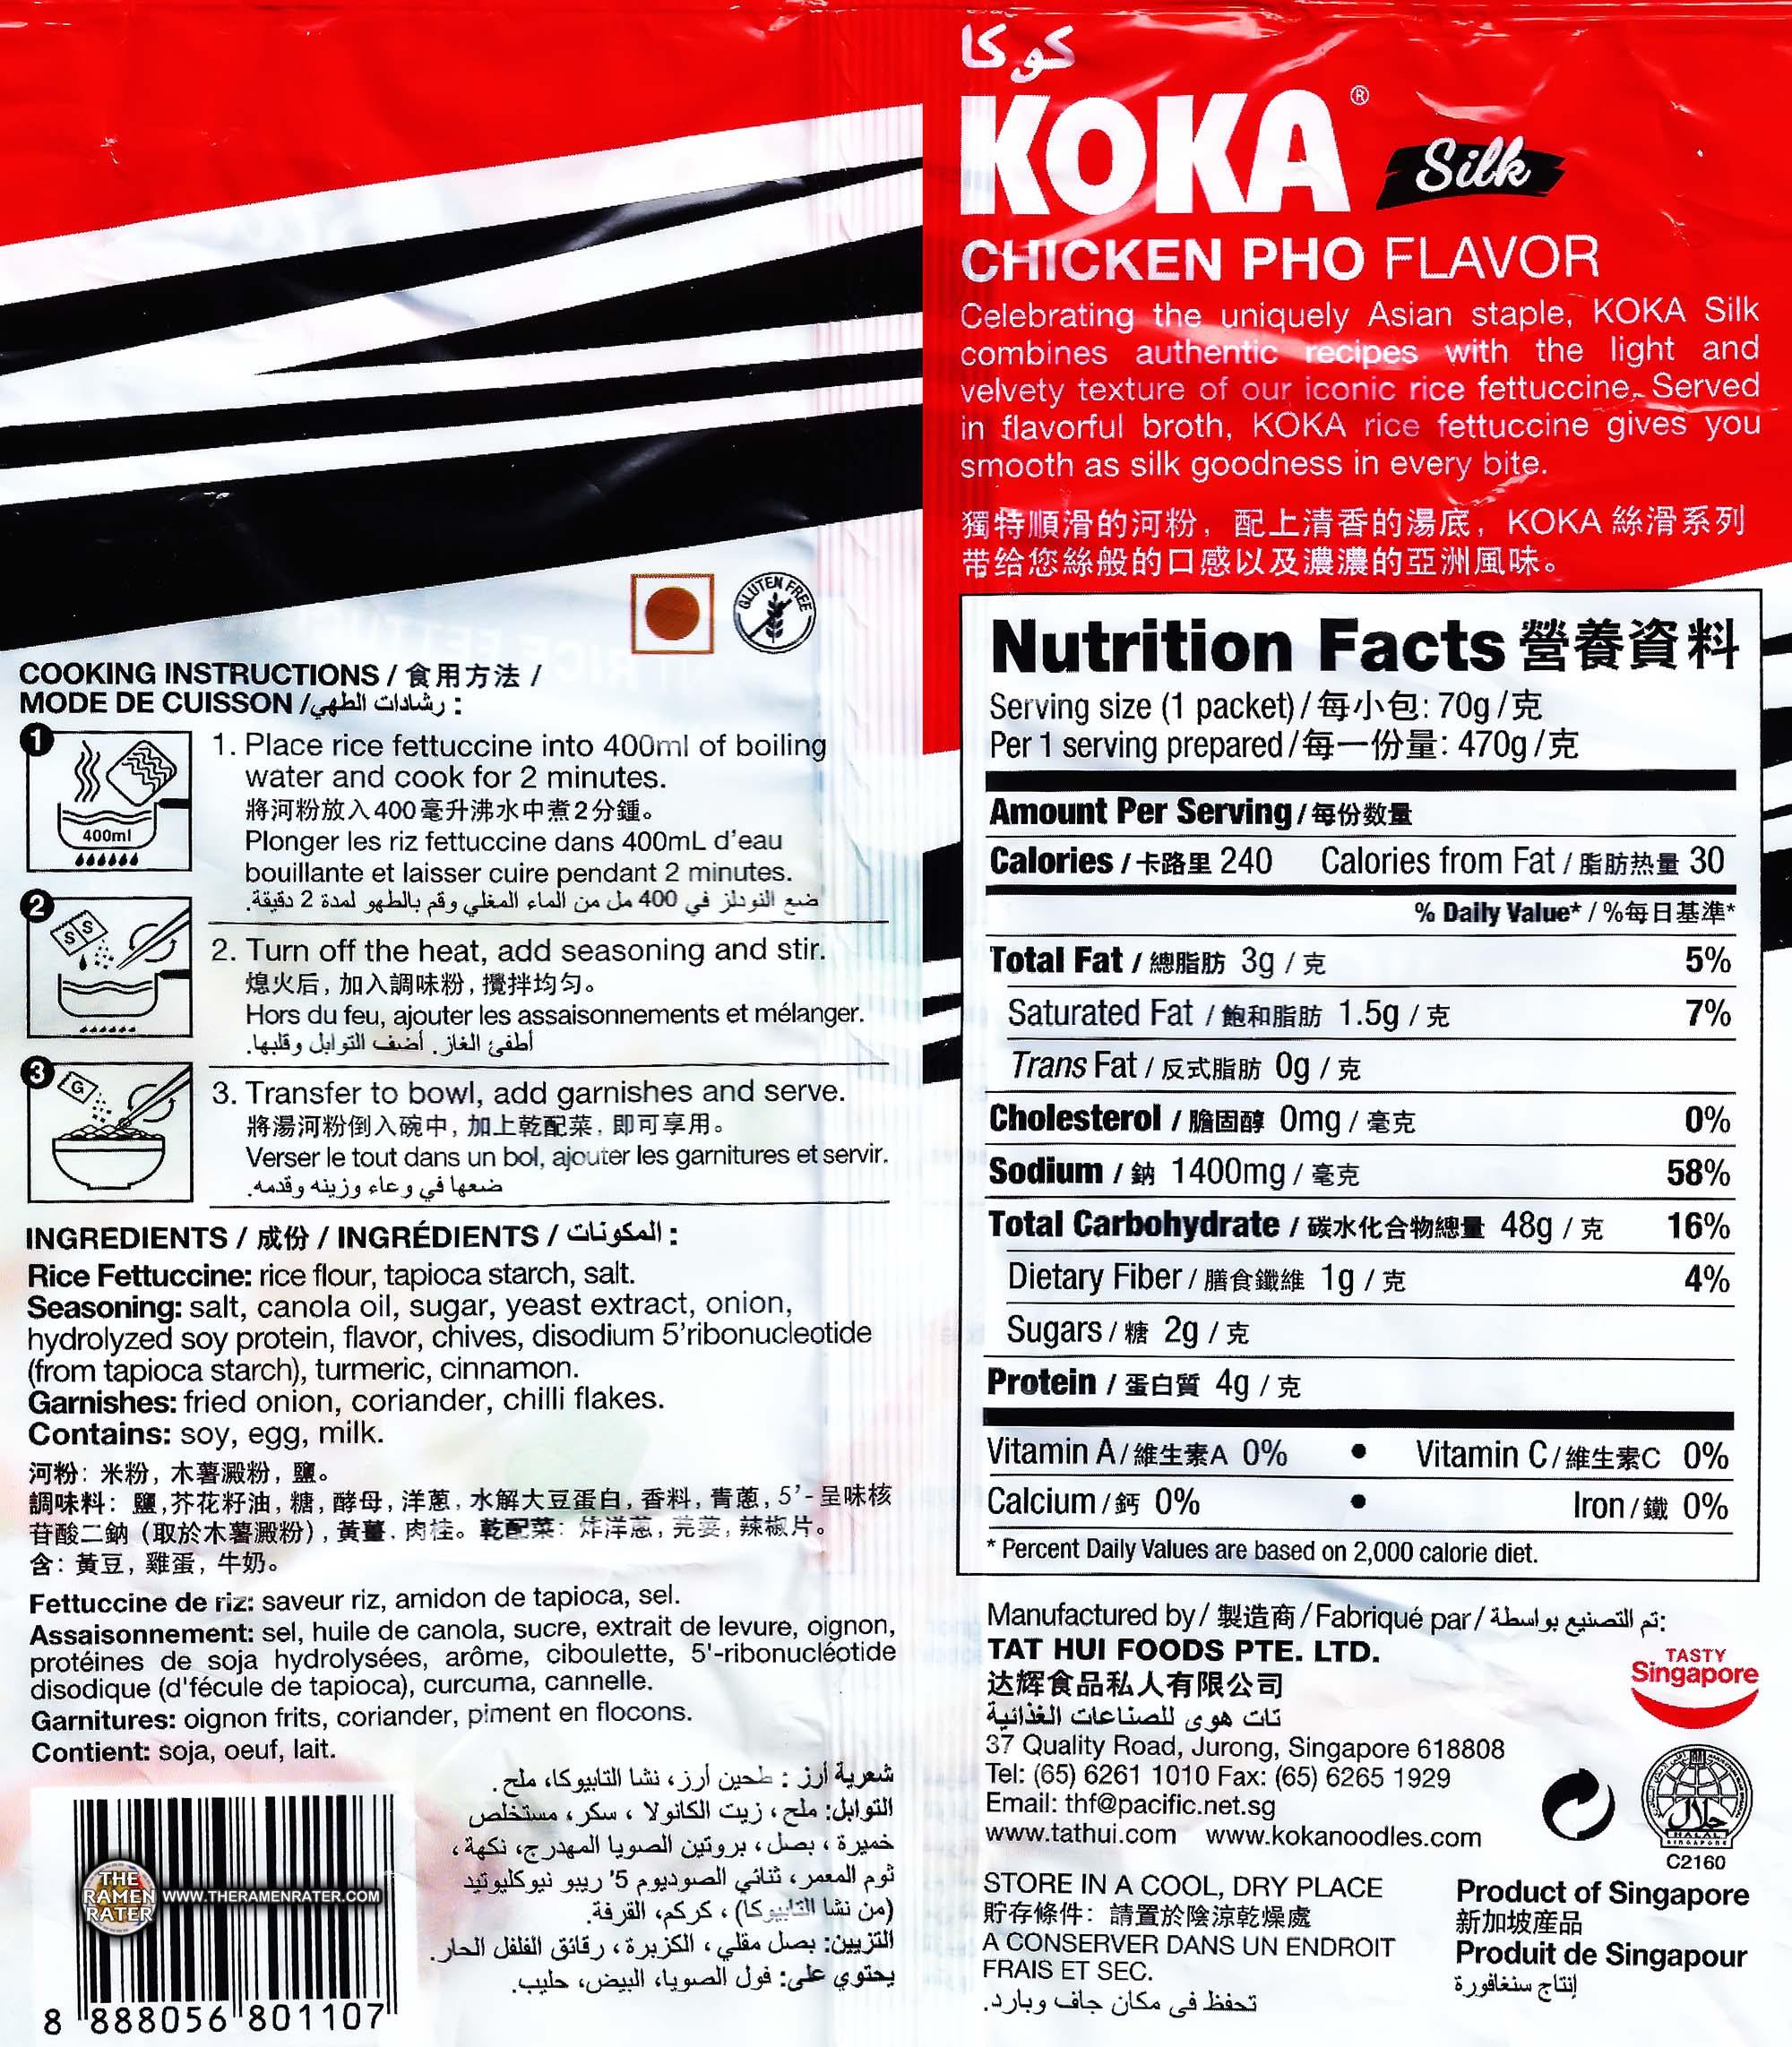 COOKING INSTRUCTIONS / 食用方法 /
MODE DE CUISSON / رشادات الطهي :
GLUTEN FREE
1
400ml
1. Place rice fettuccine into 400ml of boiling
water and cook for 2 minutes.
將河粉放入400毫升沸水中煮2分鍾。
Plonger les riz fettuccine dans 400mL d'eau
bouillante et laisser cuire pendant 2 minutes.
ضع النودلز في 400 مل من الماء المغلي وقم بالطهو لمدة 2 دقيقة.
2
S S
2. Turn off the heat, add seasoning and stir.
熄火后, 加入調味粉, 攪拌均匀。
Hors du feu, ajouter les assaisonnements et mélanger.
أطفئ الغاز. أضف التوابل وقلبها.
3
G
3. Transfer to bowl, add garnishes and serve.
將湯河粉倒入碗中, 加上乾配菜, 即可享用。
Verser le tout dans un bol, ajouter les garnitures et servir.
ضعها في وعاء وزينه وقدمه.
INGREDIENTS / 成份 / INGRÉDIENTS / المكونات :
Rice Fettuccine: rice flour, tapioca starch, salt.
Seasoning: salt, canola oil, sugar, yeast extract, onion,
hydrolyzed soy protein, flavor, chives, disodium 5'ribonucleotide
(from tapioca starch), turmeric, cinnamon.
Garnishes: fried onion, coriander, chilli flakes.
Contains: soy, egg, milk.
河粉: 米粉, 木薯澱粉, 鹽。
調味料: 鹽, 芥花籽油, 糖, 酵母, 洋蔥, 水解大豆蛋白, 香料, 青蔥, 5'-呈味核
苷酸二鈉 (取於木薯澱粉), 黃薑, 肉桂。乾配菜: 炸洋蔥, 芫荽, 辣椒片。
含: 黃豆, 雞蛋, 牛奶。
Fettuccine de riz: saveur riz, amidon de tapioca, sel.
Assaisonnement: sel, huile de canola, sucre, extrait de levure, oignon,
protéines de soja hydrolysées, arôme, ciboulette, 5'-ribonucléotide
disodique (d'fécule de tapioca), curcuma, cannelle.
Garnitures: oignon frits, coriander, piment en flocons.
Contient: soja, oeuf, lait.
شعرية أرز : طحين أرز، نشا التابيوكا، ملح.
التوابل: ملح، زيت الكانولا ، سكر، مستخلص
خميرة ، بصل، بروتين الصويا المهدرج، نكهة،
ثوم المعمر، ثنائي الصوديوم 5' ريبو نيوكليوتيد
(من نشا التابيوكا) ، كركم، القرفة.
التزيين: بصل مقلي، الكزبرة ، رقائق الفلفل الحار.
يحتوي على: فول الصويا، البيض، حليب.
THE
RAMEN
RATER
WWW.THERAMENRATER.COM
8 888056 801107
كوكا
KOKA® Silk
CHICKEN PHO FLAVOR
Celebrating the uniquely Asian staple, KOKA Silk
combines authentic recipes with the light and
velvety texture of our iconic rice fettuccine. Served
in flavorful broth, KOKA rice fettuccine gives you
smooth as silk goodness in every bite.
獨特順滑的河粉, 配上清香的湯底, KOKA 絲滑系列
带给您絲般的口感以及濃濃的亞洲風味。
Nutrition Facts 營養資料
Serving size (1 packet) / 每小包: 70g / 克
Per 1 serving prepared / 每一份量: 470g / 克
Amount Per Serving / 每份数量
Calories / 卡路里 240 Calories from Fat / 脂肪热量 30
% Daily Value* / %每日基準*
Total Fat / 總脂肪 3g / 克 5%
Saturated Fat / 飽和脂肪 1.5g / 克 7%
Trans Fat / 反式脂肪 0g / 克
Cholesterol / 膽固醇 0mg / 毫克 0%
Sodium / 鈉 1400mg / 毫克 58%
Total Carbohydrate / 碳水化合物總量 48g / 克 16%
Dietary Fiber / 膳食纖維 1g / 克 4%
Sugars / 糖 2g / 克
Protein / 蛋白質 4g / 克
Vitamin A / 維生素A 0% • Vitamin C / 維生素C 0%
Calcium / 鈣 0% • Iron / 鐵 0%
* Percent Daily Values are based on 2,000 calorie diet.
Manufactured by / 製造商 / Fabriqué par / تم التصنيع بواسطة:
TAT HUI FOODS PTE. LTD.
达辉食品私人有限公司
تات هوى للصناعات الغذائية
37 Quality Road, Jurong, Singapore 618808
Tel: (65) 6261 1010 Fax: (65) 6265 1929
Email: thf@pacific.net.sg
www.tathui.com www.kokanoodles.com
TASTY
Singapore
حلال
HALAL
SINGAPORE
C2160
STORE IN A COOL, DRY PLACE
貯存條件: 請置於陰涼乾燥處
A CONSERVER DANS UN ENDROIT
FRAIS ET SEC.
تحفظ في مكان جاف وبارد.
Product of Singapore
新加坡産品
Produit de Singapour
إنتاج سنغافورة